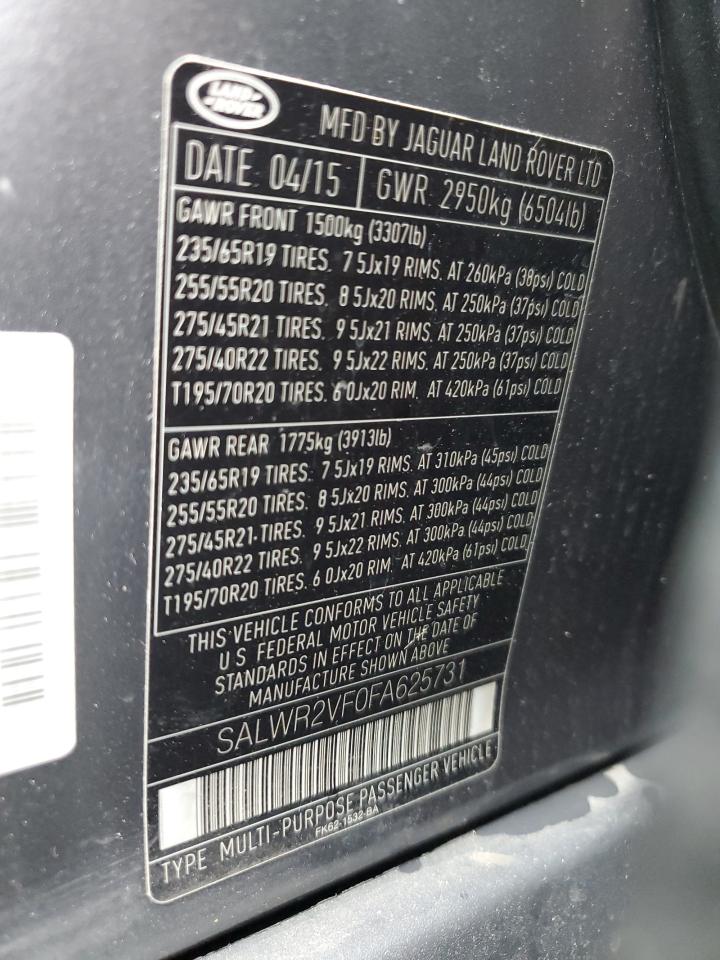 LAND ROVER
MFD BY JAGUAR LAND ROVER LTD
DATE 04/15 GWR 2950kg (6504lb)
GAWR FRONT 1500kg (3307lb)
235/65R19 TIRES. 7 5Jx19 RIMS. AT 260kPa (38psi) COLD
255/55R20 TIRES. 8 5Jx20 RIMS. AT 250kPa (37psi) COLD
275/45R21 TIRES. 9 5Jx21 RIMS. AT 250kPa (37psi) COLD
275/40R22 TIRES. 9 5Jx22 RIMS. AT 250kPa (37psi) COLD
T195/70R20 TIRES. 6 0Jx20 RIM. AT 420kPa (61psi) COLD
GAWR REAR 1775kg (3913lb)
235/65R19 TIRES. 7 5Jx19 RIMS. AT 310kPa (45psi) COLD
255/55R20 TIRES. 8 5Jx20 RIMS. AT 300kPa (44psi) COLD
275/45R21 TIRES. 9 5Jx21 RIMS. AT 300kPa (44psi) COLD
275/40R22 TIRES. 9 5Jx22 RIMS. AT 300kPa (44psi) COLD
T195/70R20 TIRES. 6 0Jx20 RIM. AT 420kPa (61psi) COLD
THIS VEHICLE CONFORMS TO ALL APPLICABLE
U S FEDERAL MOTOR VEHICLE SAFETY
STANDARDS IN EFFECT ON THE DATE OF
MANUFACTURE SHOWN ABOVE
SALWR2VF0FA625731
TYPE MULTI-PURPOSE PASSENGER VEHICLE
FK62-1532-BA